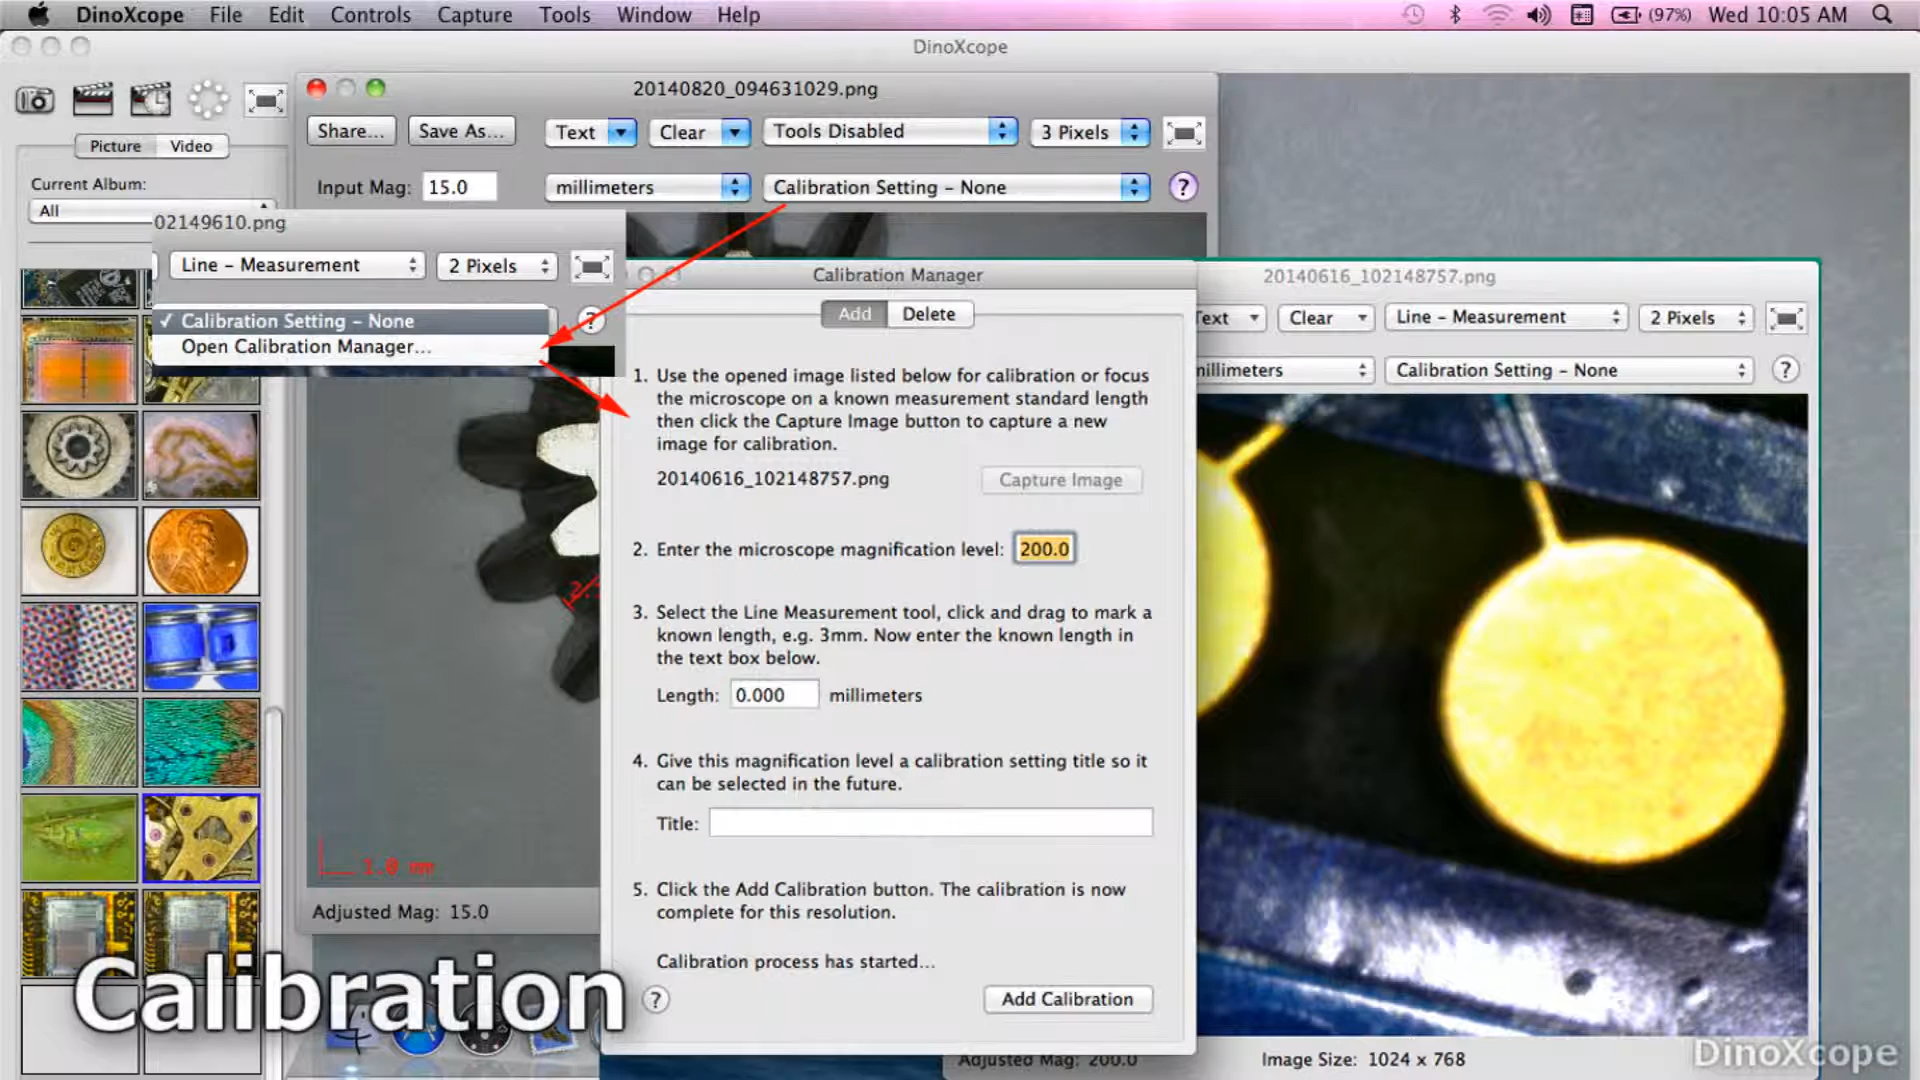 DinoXcope File Edit Controls Capture Tools Window Help (97%) Wed 10:05 AM
DinoXcope
20140820_094631029.png
Share... Save As... Text Clear Tools Disabled 3 Pixels
Picture Video
Input Mag: 15.0 millimeters Calibration Setting - None ?
Current Album:
All
02149610.png
Line - Measurement 2 Pixels
✓ Calibration Setting - None ?
Open Calibration Manager...
Calibration Manager
Add Delete
1. Use the opened image listed below for calibration or focus
the microscope on a known measurement standard length
then click the Capture Image button to capture a new
image for calibration.
20140616_102148757.png Capture Image
2. Enter the microscope magnification level: 200.0
3. Select the Line Measurement tool, click and drag to mark a
known length, e.g. 3mm. Now enter the known length in
the text box below.
Length: 0.000 millimeters
4. Give this magnification level a calibration setting title so it
can be selected in the future.
Title:
5. Click the Add Calibration button. The calibration is now
complete for this resolution.
Calibration process has started...
? Add Calibration
20140616_102148757.png
Text Clear Line - Measurement 2 Pixels
millimeters Calibration Setting - None ?
Adjusted Mag: 200.0 Image Size: 1024 x 768
Adjusted Mag: 15.0
Calibration
DinoXcope